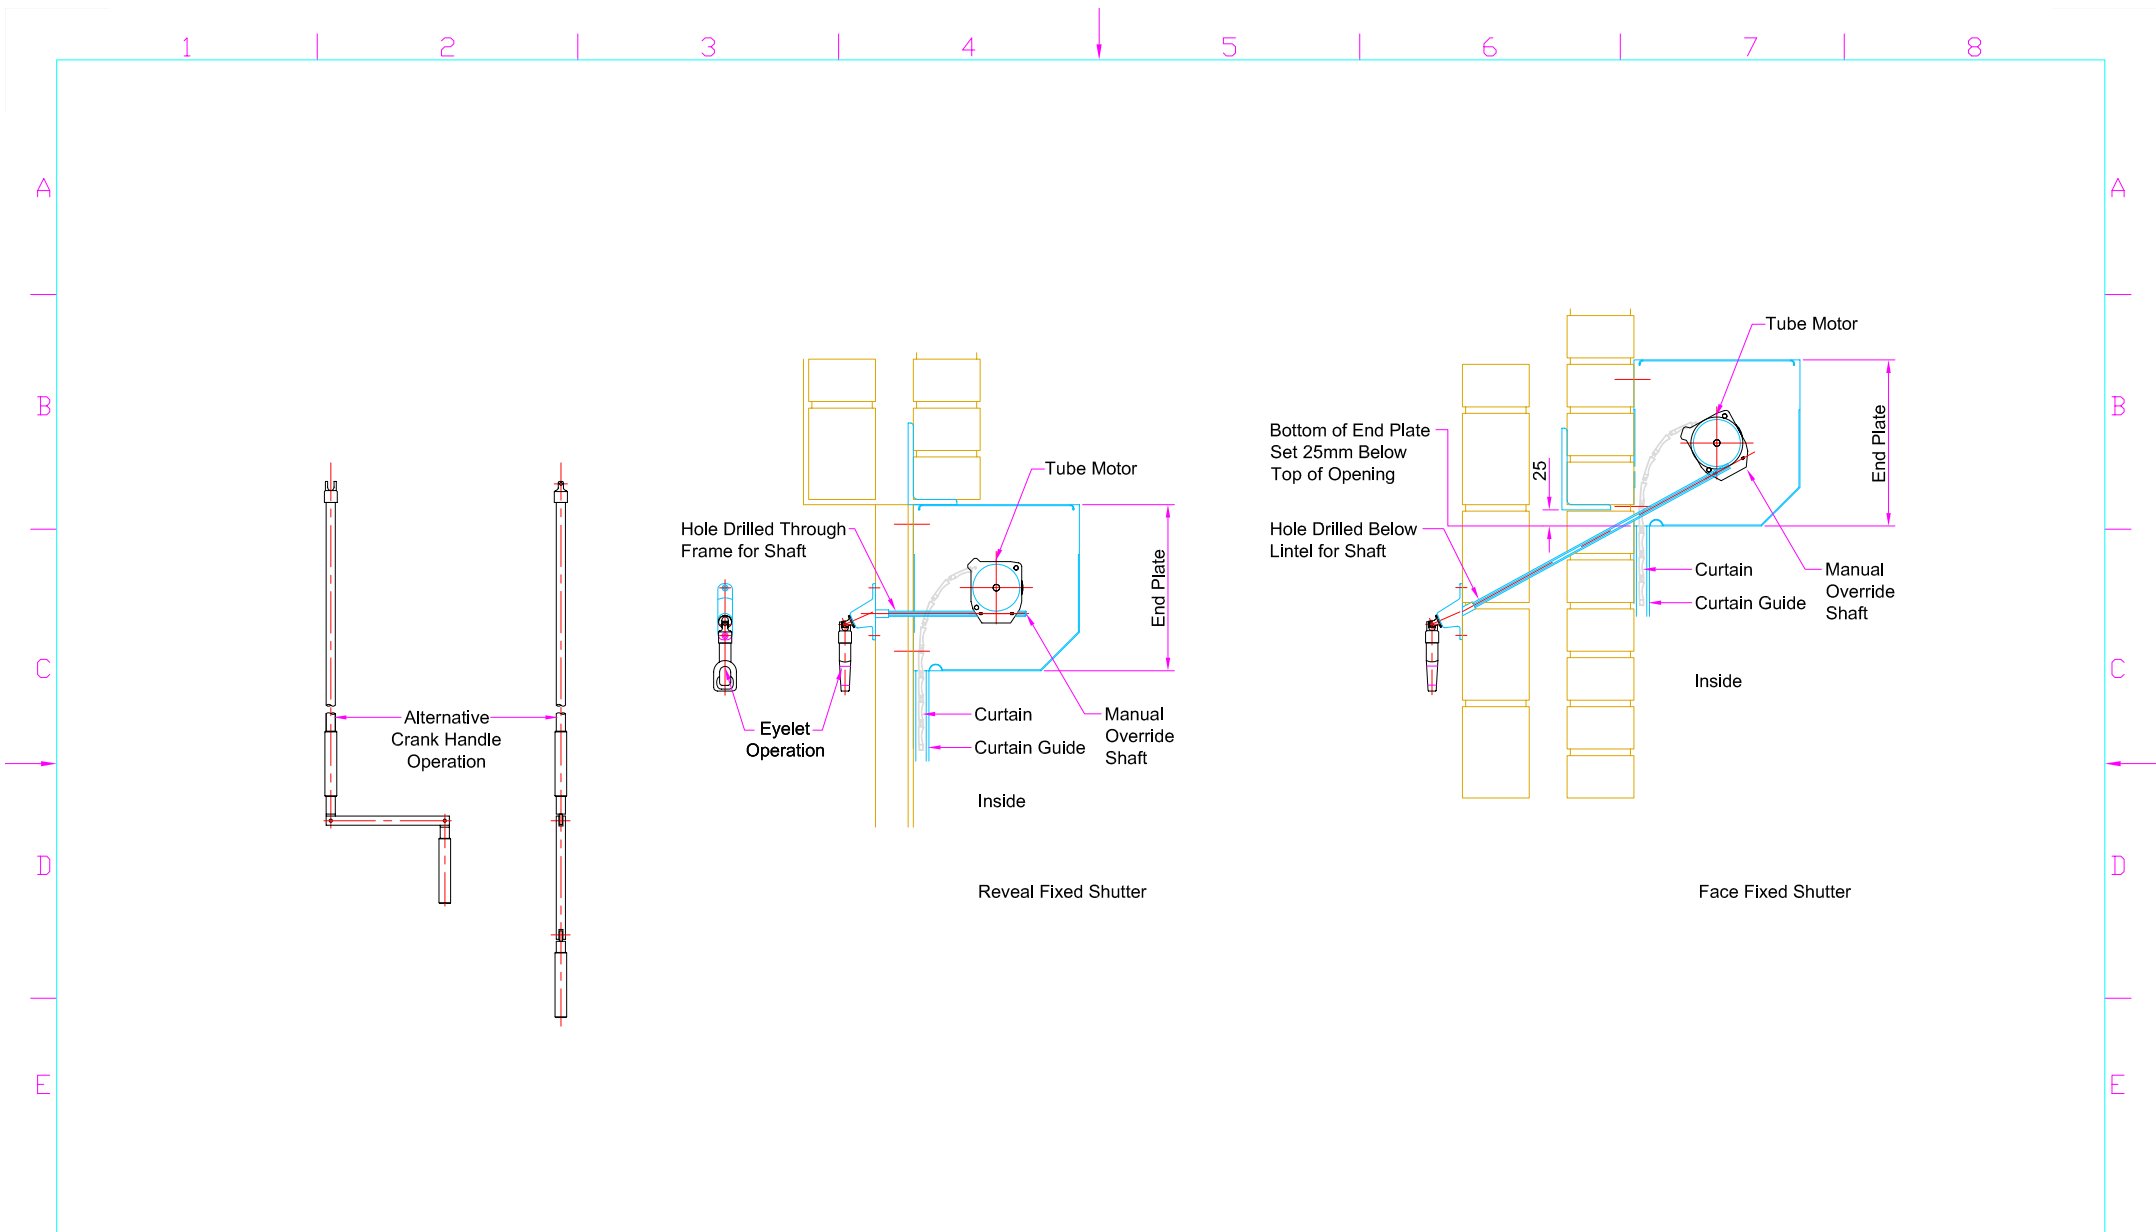 1 2 3 4 5 6 7 8
A A
B B
C C
D D
E E
Alternative
Crank Handle
Operation
Hole Drilled Through
Frame for Shaft
Tube Motor
End Plate
Eyelet
Operation
Curtain
Curtain Guide
Manual
Override
Shaft
Inside
Reveal Fixed Shutter
Tube Motor
Bottom of End Plate
Set 25mm Below
Top of Opening
25
End Plate
Hole Drilled Below
Lintel for Shaft
Curtain
Curtain Guide
Manual
Override
Shaft
Inside
Face Fixed Shutter